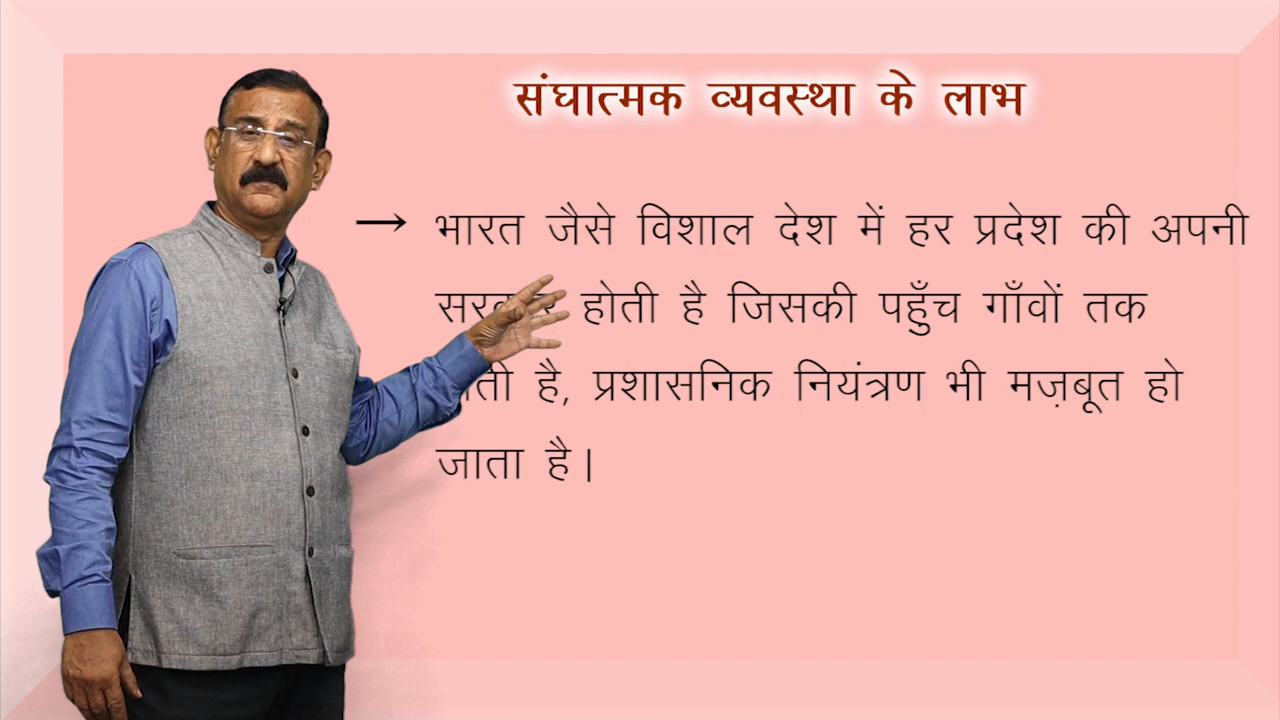 संघात्मक व्यवस्था के लाभ
→ भारत जैसे विशाल देश में हर प्रदेश की अपनी
होती है जिसकी पहुँच गाँवों तक
है, प्रशासनिक नियंत्रण भी मज़बूत हो
जाता है।